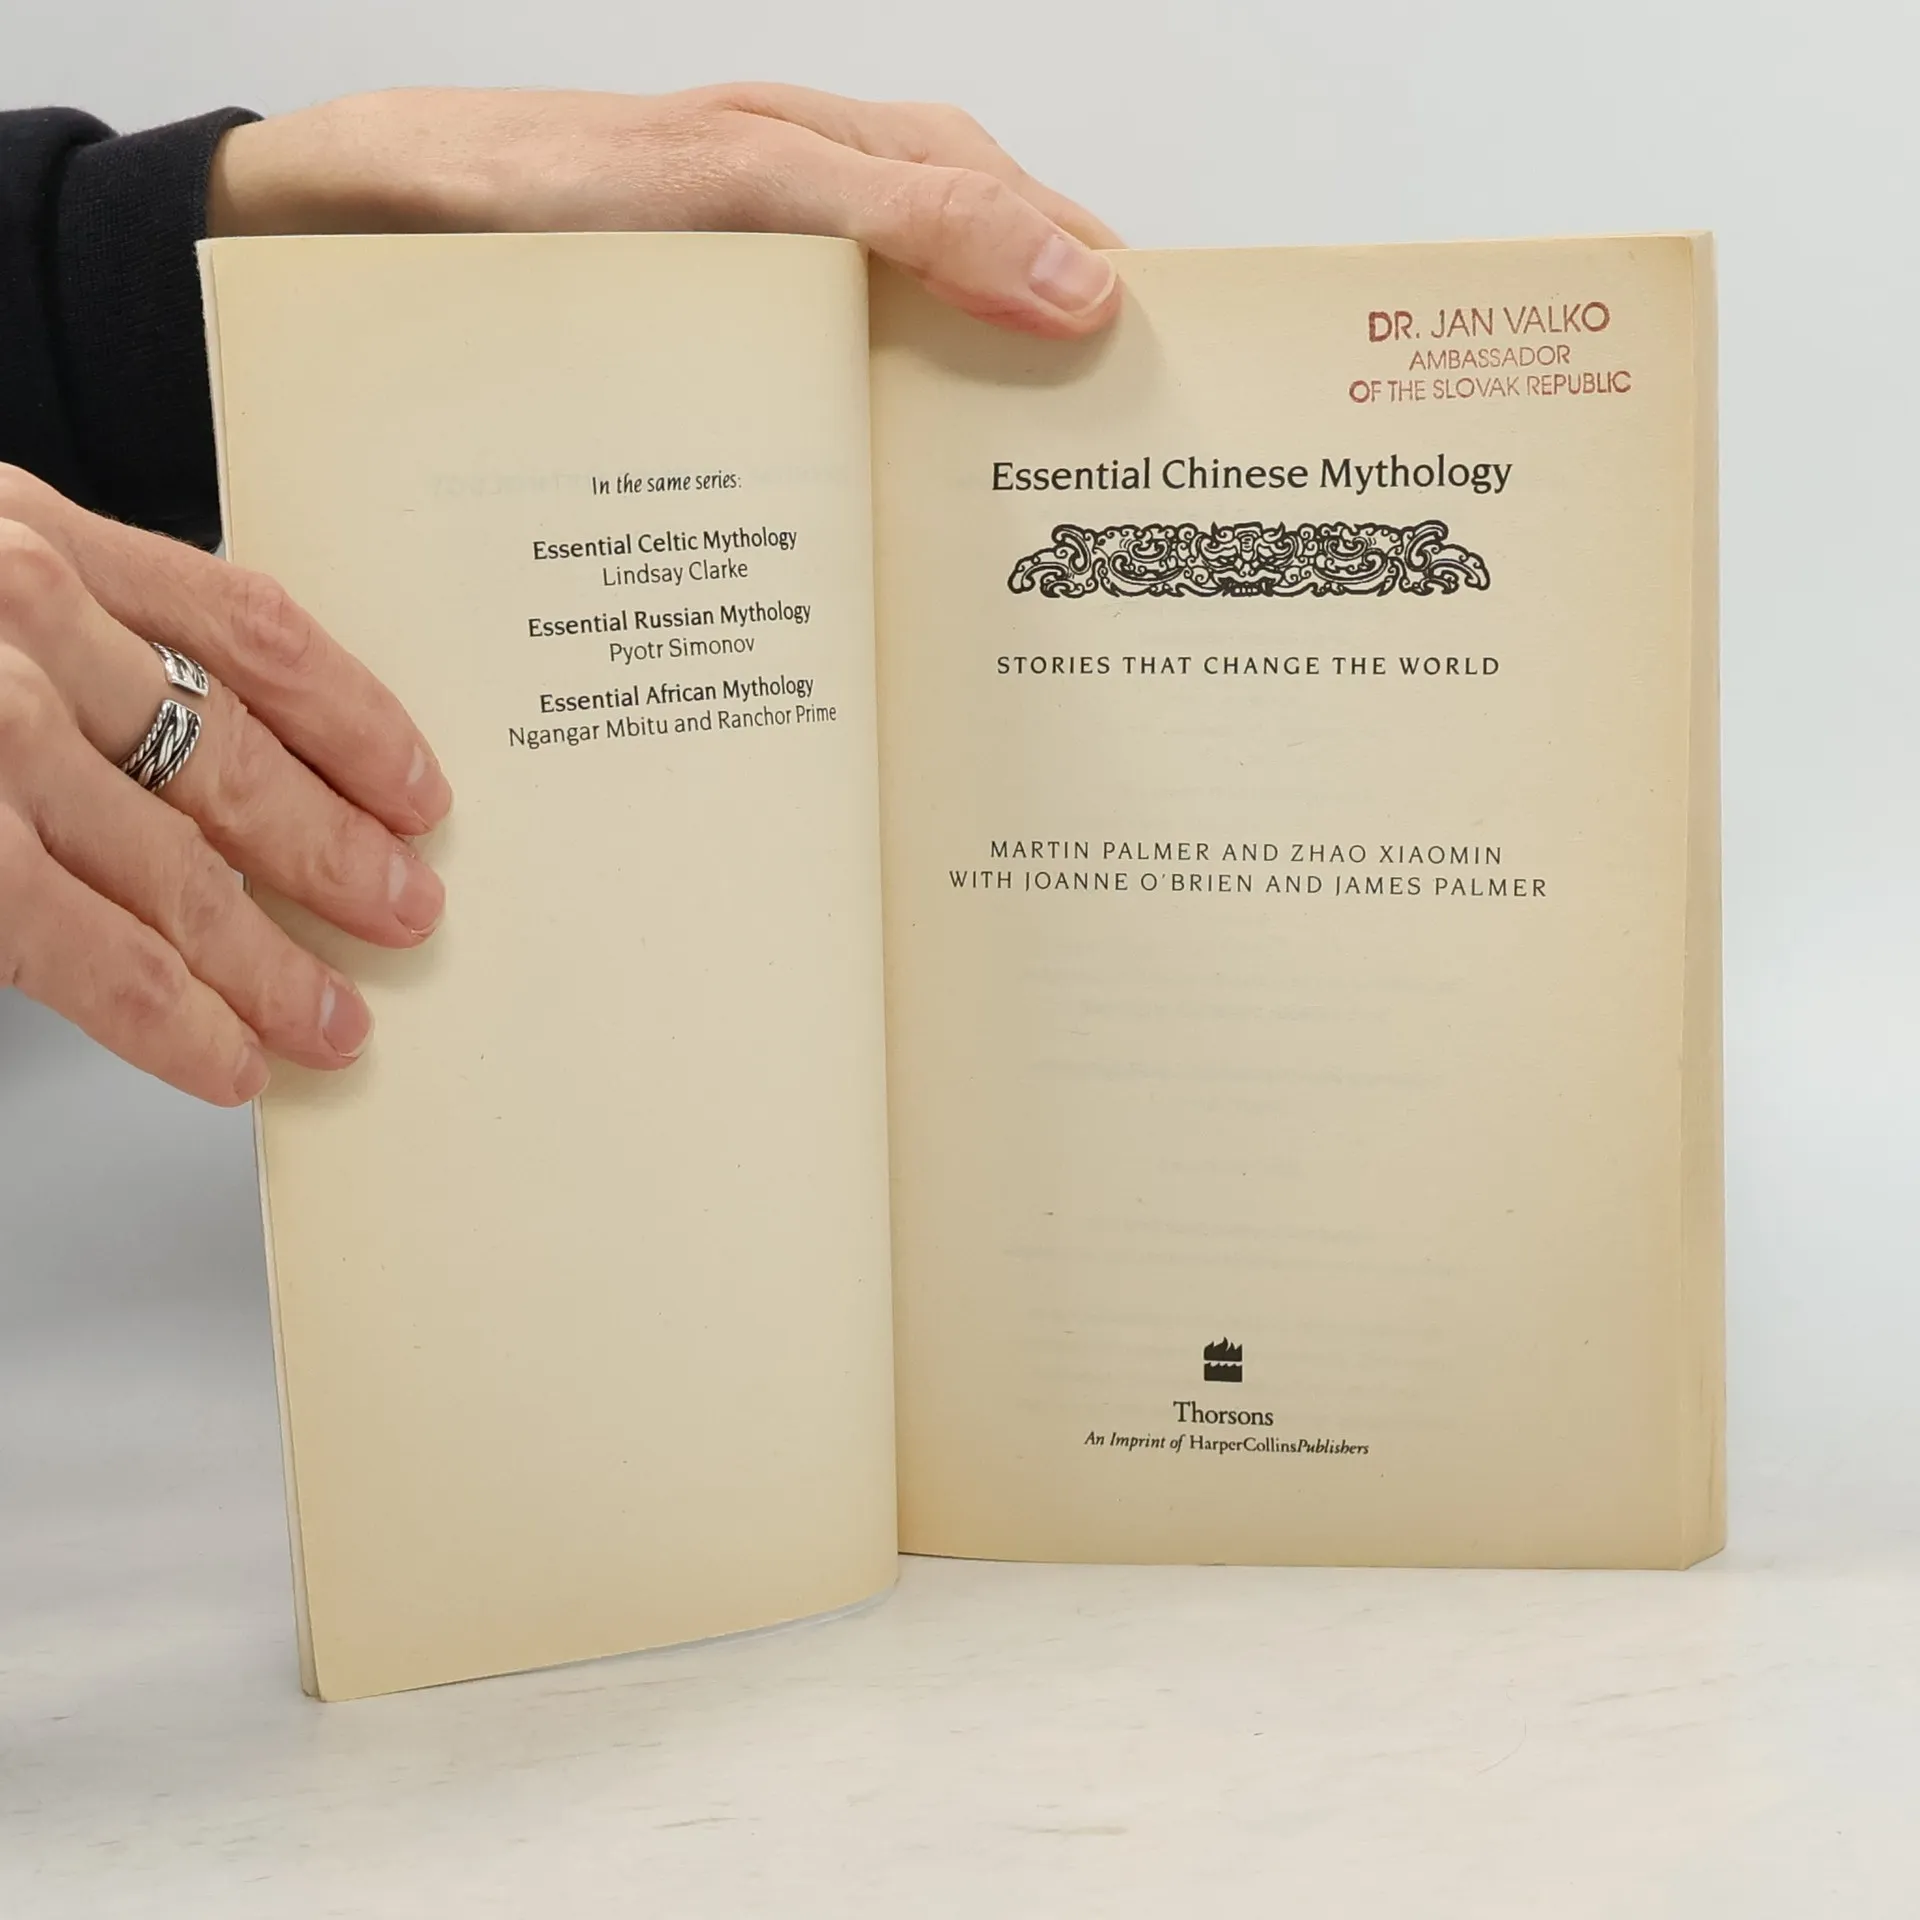 In the same series:
Essential Celtic Mythology
Lindsay Clarke
Essential Russian Mythology
Pyotr Simonov
Essential African Mythology
Ngangar Mbitu and Ranchor Prime
DR. JAN VALKO
AMBASSADOR
OF THE SLOVAK REPUBLIC
Essential Chinese Mythology
STORIES THAT CHANGE THE WORLD
MARTIN PALMER AND ZHAO XIAOMIN
WITH JOANNE O'BRIEN AND JAMES PALMER
Thorsons
An Imprint of HarperCollinsPublishers